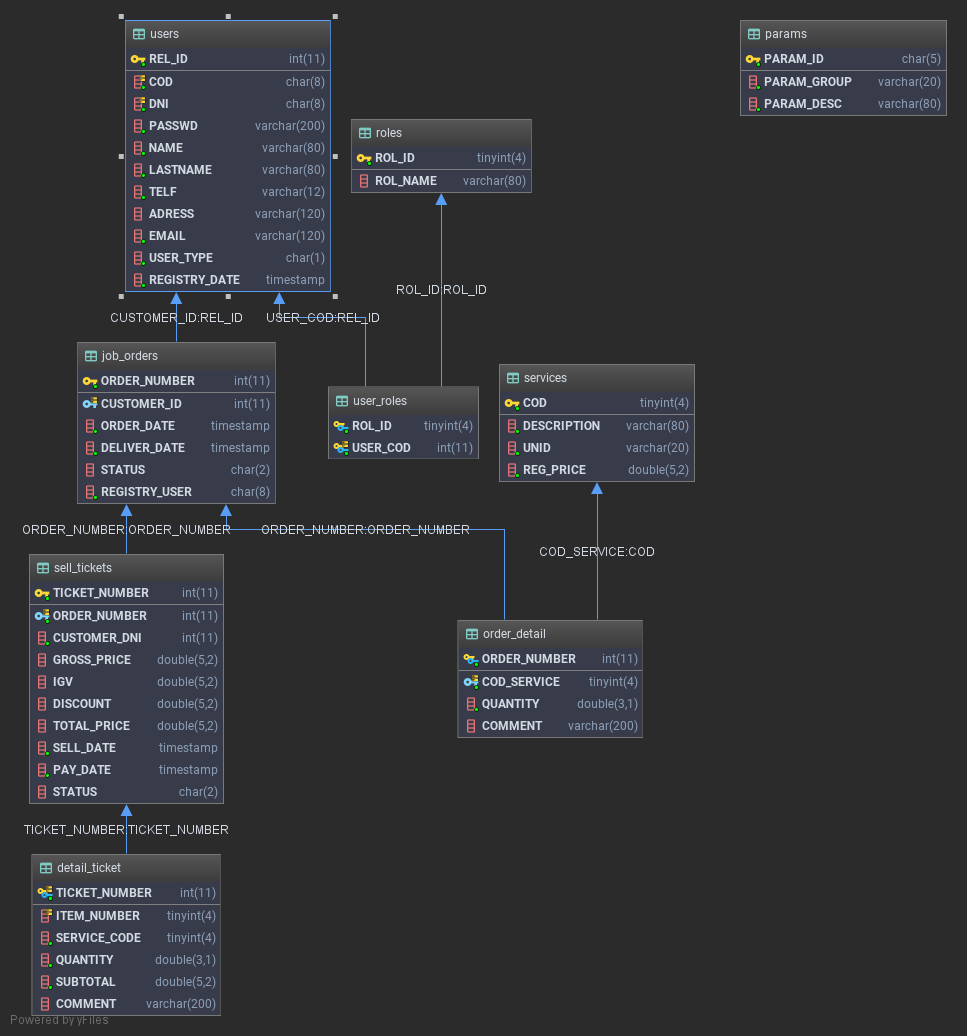 users
REL_ID int(11)
COD char(8)
DNI char(8)
PASSWD varchar(200)
NAME varchar(80)
LASTNAME varchar(80)
TELF varchar(12)
ADRESS varchar(120)
EMAIL varchar(120)
USER_TYPE char(1)
REGISTRY_DATE timestamp
params
PARAM_ID char(5)
PARAM_GROUP varchar(20)
PARAM_DESC varchar(80)
roles
ROL_ID tinyint(4)
ROL_NAME varchar(80)
ROL_ID:ROL_ID
CUSTOMER_ID:REL_ID
USER_COD:REL_ID
job_orders
ORDER_NUMBER int(11)
CUSTOMER_ID int(11)
ORDER_DATE timestamp
DELIVER_DATE timestamp
STATUS char(2)
REGISTRY_USER char(8)
user_roles
ROL_ID tinyint(4)
USER_COD int(11)
services
COD tinyint(4)
DESCRIPTION varchar(80)
UNID varchar(20)
REG_PRICE double(5,2)
ORDER_NUMBER:ORDER_NUMBER
ORDER_NUMBER:ORDER_NUMBER
COD_SERVICE:COD
sell_tickets
TICKET_NUMBER int(11)
ORDER_NUMBER int(11)
CUSTOMER_DNI int(11)
GROSS_PRICE double(5,2)
IGV double(5,2)
DISCOUNT double(5,2)
TOTAL_PRICE double(5,2)
SELL_DATE timestamp
PAY_DATE timestamp
STATUS char(2)
order_detail
ORDER_NUMBER int(11)
COD_SERVICE tinyint(4)
QUANTITY double(3,1)
COMMENT varchar(200)
TICKET_NUMBER:TICKET_NUMBER
detail_ticket
TICKET_NUMBER int(11)
ITEM_NUMBER tinyint(4)
SERVICE_CODE tinyint(4)
QUANTITY double(3,1)
SUBTOTAL double(5,2)
COMMENT varchar(200)
Powered by yFiles